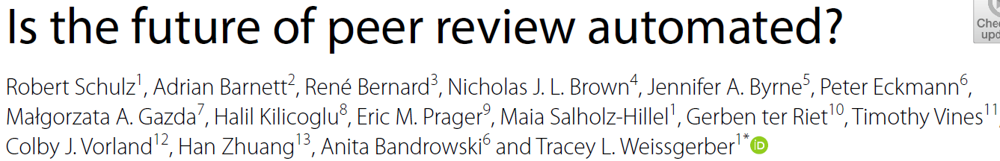 Is the future of peer review automated?
Robert Schulz1, Adrian Barnett2, René Bernard3, Nicholas J. L. Brown4, Jennifer A. Byrne5, Peter Eckmann6,
Małgorzata A. Gazda7, Halil Kilicoglu8, Eric M. Prager9, Maia Salholz-Hillel1, Gerben ter Riet10, Timothy Vines11,
Colby J. Vorland12, Han Zhuang13, Anita Bandrowski6 and Tracey L. Weissgerber1* iD